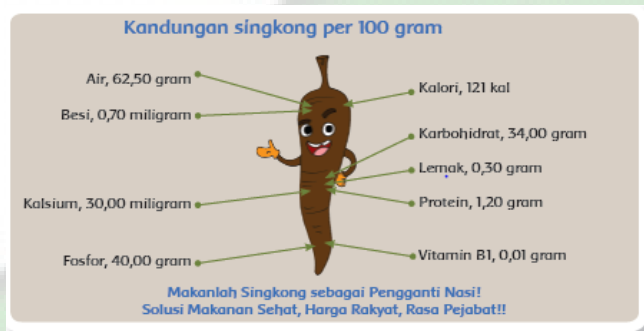 Kandungan singkong per 100 gram
Air, 62,50 gram
Besi, 0,70 miligram
Kalsium, 30,00 miligram
Fosfor, 40,00 gram
Kalori, 121 kal
Karbohidrat, 34,00 gram
Lemak, 0,30 gram
Protein, 1,20 gram
Vitamin B1, 0,01 gram
Makanlah Singkong sebagai Pengganti Nasi!
Solusi Makanan Sehat, Harga Rakyat, Rasa Pejabat!!